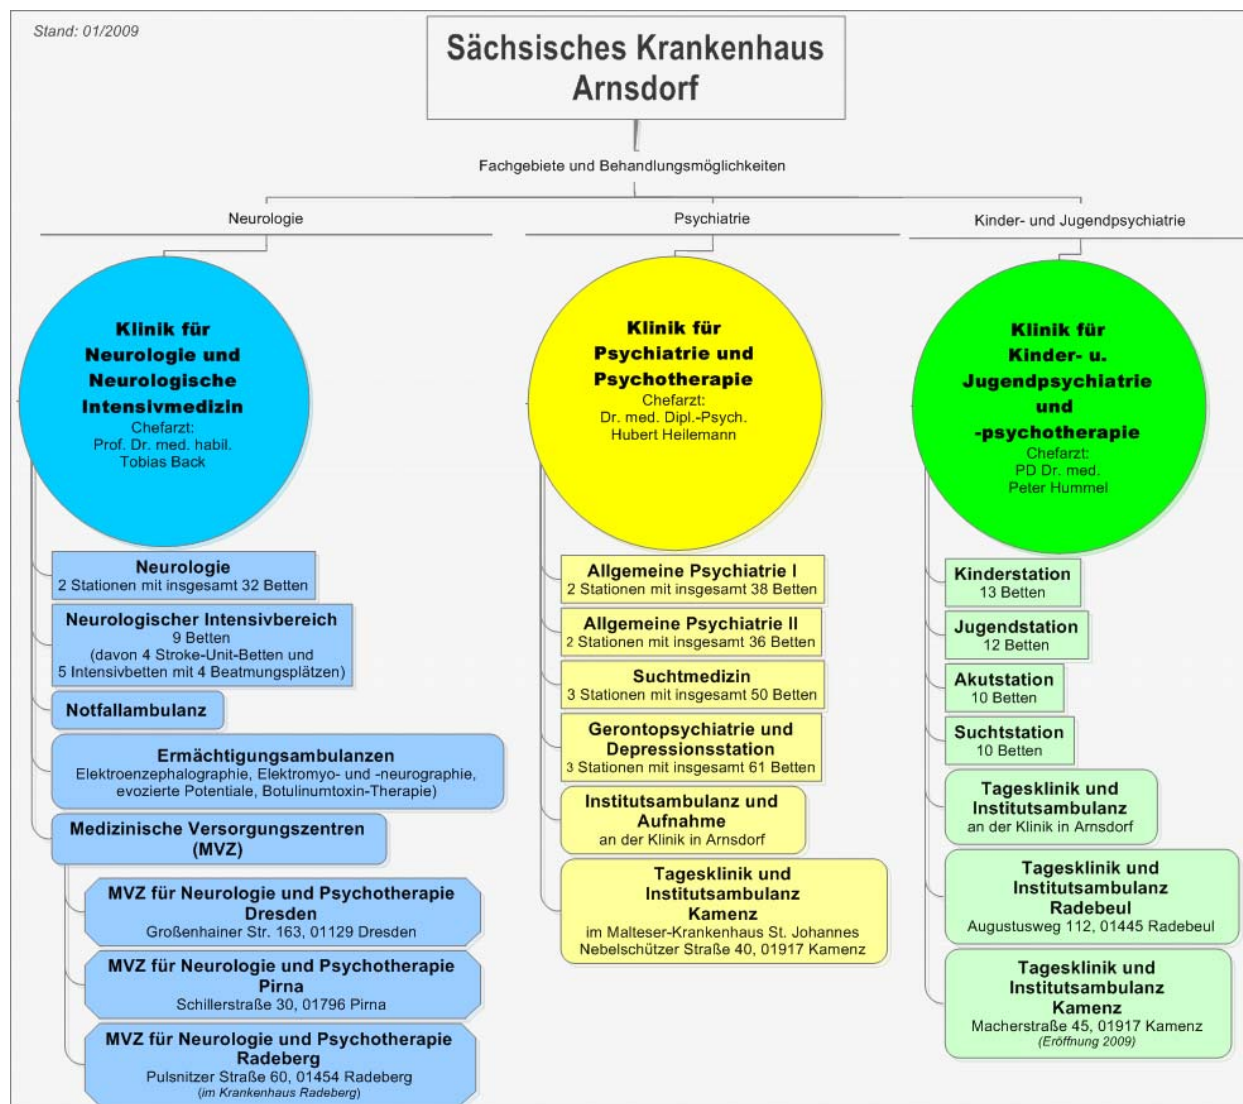 Stand: 01/2009
Sächsisches Krankenhaus
Arnsdorf
Fachgebiete und Behandlungsmöglichkeiten
Neurologie
Psychiatrie
Kinder- und Jugendpsychiatrie
Klinik für
Neurologie und
Neurologische
Intensivmedizin
Chefarzt:
Prof. Dr. med. habil.
Tobias Back
Neurologie
2 Stationen mit insgesamt 32 Betten
Neurologischer Intensivbereich
9 Betten
(davon 4 Stroke-Unit-Betten und
5 Intensivbetten mit 4 Beatmungsplätzen)
Notfallambulanz
Ermächtigungsambulanzen
Elektroenzephalographie, Elektromyo- und -neurographie,
evozierte Potentiale, Botulinumtoxin-Therapie)
Medizinische Versorgungszentren
(MVZ)
MVZ für Neurologie und Psychotherapie
Dresden
Großenhainer Str. 163, 01129 Dresden
MVZ für Neurologie und Psychotherapie
Pirna
Schillerstraße 30, 01796 Pirna
MVZ für Neurologie und Psychotherapie
Radeberg
Pulsnitzer Straße 60, 01454 Radeberg
(im Krankenhaus Radeberg)
Klinik für
Psychiatrie und
Psychotherapie
Chefarzt:
Dr. med. Dipl.-Psych.
Hubert Heilemann
Allgemeine Psychiatrie I
2 Stationen mit insgesamt 38 Betten
Allgemeine Psychiatrie II
2 Stationen mit insgesamt 36 Betten
Suchtmedizin
3 Stationen mit insgesamt 50 Betten
Gerontopsychiatrie und
Depressionsstation
3 Stationen mit insgesamt 61 Betten
Institutsambulanz und
Aufnahme
an der Klinik in Arnsdorf
Tagesklinik und
Institutsambulanz
Kamenz
im Malteser-Krankenhaus St. Johannes
Nebelschützer Straße 40, 01917 Kamenz
Klinik für
Kinder- u.
Jugendpsychiatrie
und
-psychotherapie
Chefarzt:
PD Dr. med.
Peter Hummel
Kinderstation
13 Betten
Jugendstation
12 Betten
Akutstation
10 Betten
Suchtstation
10 Betten
Tagesklinik und
Institutsambulanz
an der Klinik in Arnsdorf
Tagesklinik und
Institutsambulanz
Radebeul
Augustusweg 112, 01445 Radebeul
Tagesklinik und
Institutsambulanz
Kamenz
Macherstraße 45, 01917 Kamenz
(Eröffnung 2009)